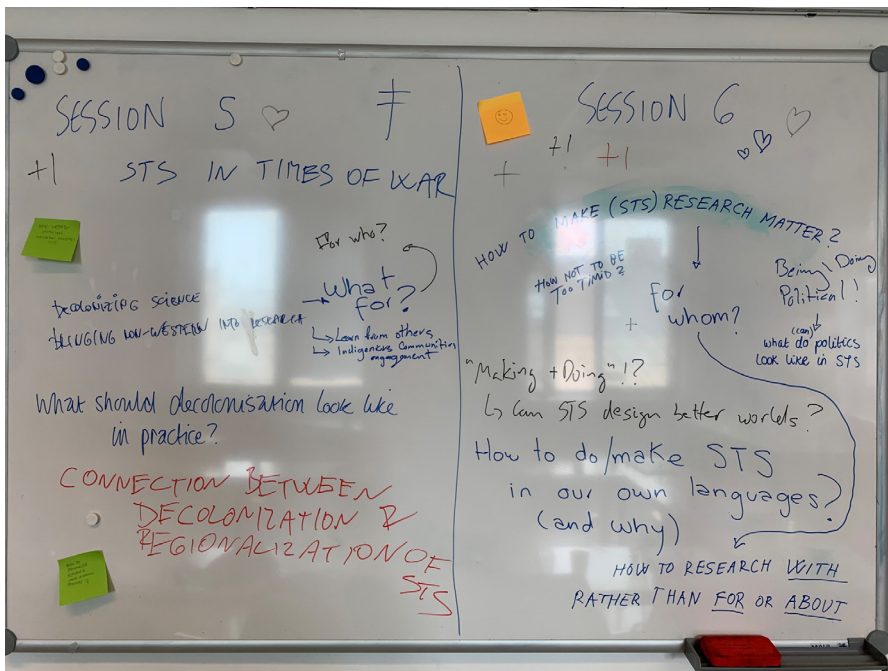 SESSION 5
+1 STS IN TIMES OF WAR
For who?
What
for?
DECOLONIZING SCIENCE
BRINGING NON-WESTERN INTO RESEARCH
Learn from others
Indigenous Communities
engagement
What should decolonisation look like
in practice?
CONNECTION BETWEEN
DECOLONIZATION &
REGIONALIZATION OF
STS
SESSION 6
+ +! +1
HOW TO MAKE (STS) RESEARCH MATTER?
HOW NOT TO BE
TOO TIMID?
for
whom?
+
Being \ Doing
Political!
(can)
what do politics
look like in STS
"Making + Doing"!?
Can STS design better worlds?
How to do/make STS
in our own languages?
(and why)
HOW TO RESEARCH WITH
RATHER THAN FOR OR ABOUT